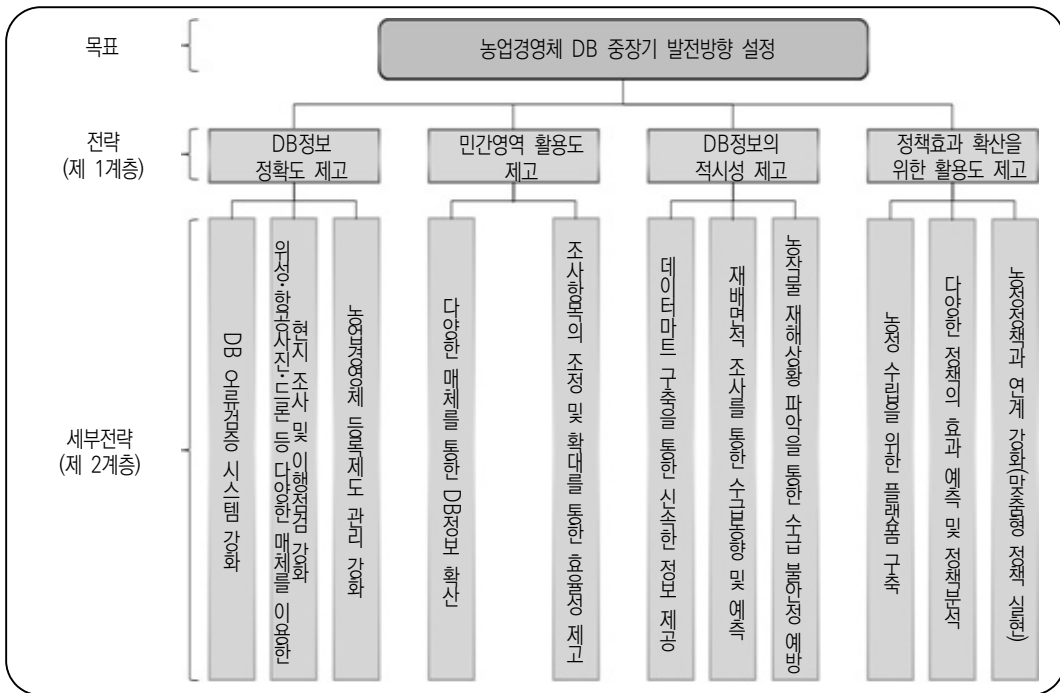 목표
농업경영체 DB 중장기 발전방향 설정
전략
(제 1계층)
DB정보
정확도 제고
민간영역 활용도
제고
DB정보의
적시성 제고
정책효과 확산을
위한 활용도 제고
세부전략
(제 2계층)
DB 오류검증 시스템 강화
위성·항공사진·드론 등 다양한 매체를 이용한
현지 조사 및 이행점검 강화
농업경영체 등록제도 관리 강화
다양한 매체를 통한 DB정보 확산
조사항목의 조정 및 확대를 통한 효율성 제고
데이터마트 구축을 통한 신속한 정보 제공
재배면적 조사를 통한 수급동향 및 예측
농작물 재해상황 파악을 통한 수급 불안정 예방
농정 수립을 위한 플랫폼 구축
다양한 정책의 효과 예측 및 정책분석
농정정책과 연계 강화(맞춤형 정책 실현)